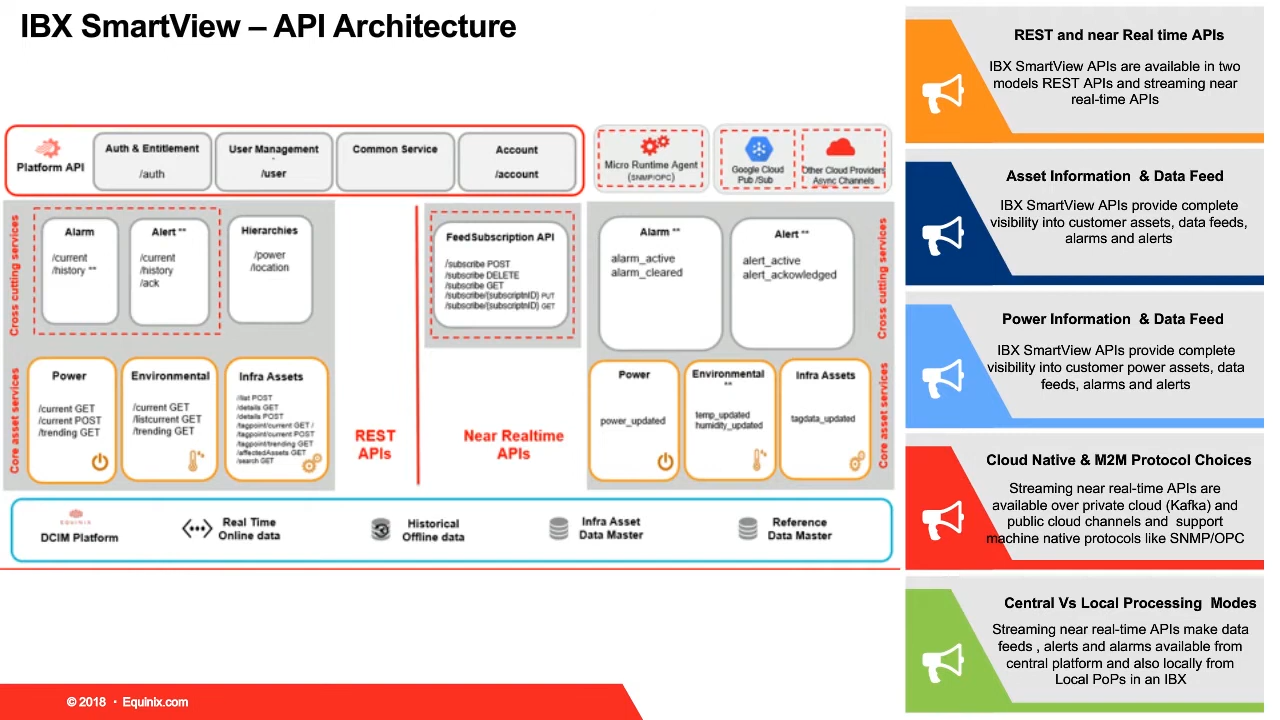 IBX SmartView – API Architecture
Platform API
Auth & Entitlement
/auth
User Management
/user
Common Service
Account
/account
Micro Runtime Agent
(SNMP/OPC)
Google Cloud
Pub /Sub
Other Cloud Providers
Async Channels
Cross cutting services
Alarm
/current
/history **
Alert **
/current
/history
/ack
Hierarchies
/power
/location
FeedSubscription API
/subscribe POST
/subscribe DELETE
/subscribe GET
/subscribe/{subscriptnID} PUT
/subscribe/{subscriptnID} GET
Alarm **
alarm_active
alarm_cleared
Alert **
alert_active
alert_ackowledged
Cross cutting services
Core asset services
Power
/current GET
/current POST
/trending GET
Environmental
/current GET
/listcurrent GET
/trending GET
Infra Assets
/list POST
/details GET
/details POST
/tagpoint/current GET /
/tagpoint/current POST
/tagpoint/trending GET
/affectedAssets GET
/search GET
REST
APIs
Near Realtime
APIs
Power
power_updated
Environmental
**
temp_updated
humidity_updated
Infra Assets
tagdata_updated
Core asset services
EQUINIX
DCIM Platform
Real Time
Online data
Historical
Offline data
Infra Asset
Data Master
Reference
Data Master
REST and near Real time APIs
IBX SmartView APIs are available in two
models REST APIs and streaming near
real-time APIs
Asset Information & Data Feed
IBX SmartView APIs provide complete
visibility into customer assets, data feeds,
alarms and alerts
Power Information & Data Feed
IBX SmartView APIs provide complete
visibility into customer power assets, data
feeds, alarms and alerts
Cloud Native & M2M Protocol Choices
Streaming near real-time APIs are
available over private cloud (Kafka) and
public cloud channels and support
machine native protocols like SNMP/OPC
Central Vs Local Processing Modes
Streaming near real-time APIs make data
feeds , alerts and alarms available from
central platform and also locally from
Local PoPs in an IBX
© 2018 · Equinix.com